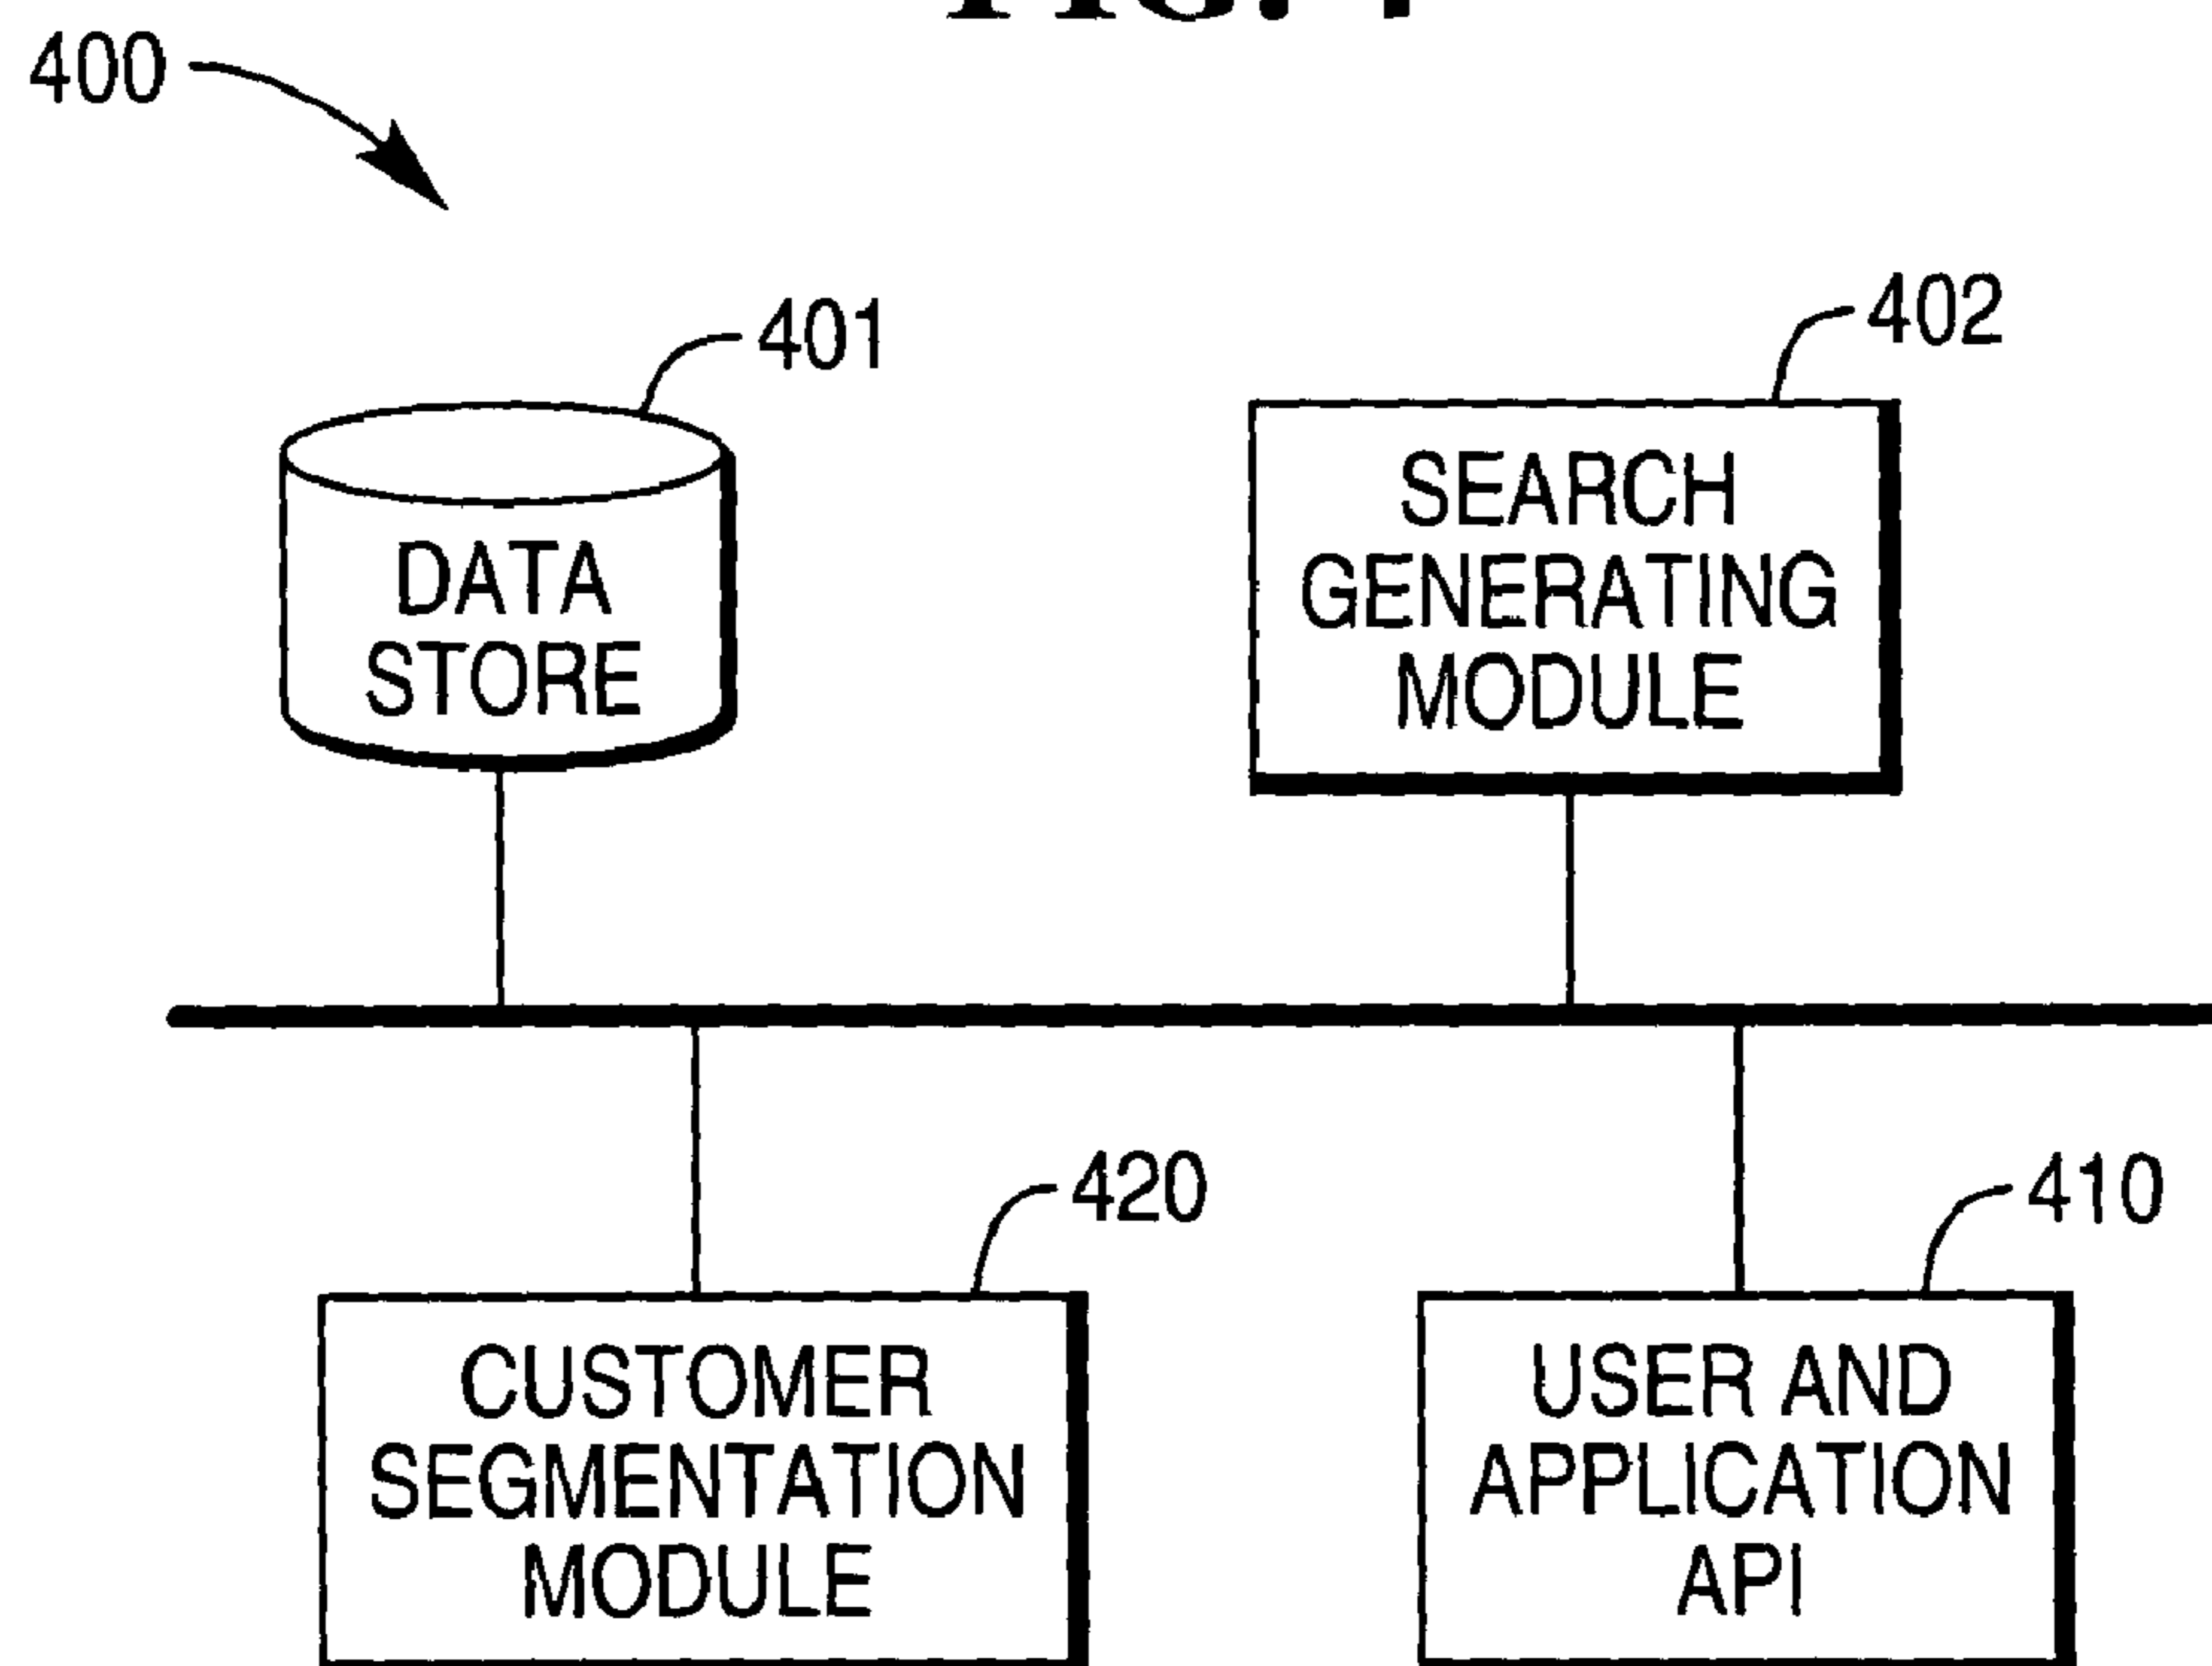 400
401
402
DATA
STORE
SEARCH
GENERATING
MODULE
420
410
CUSTOMER
SEGMENTATION
MODULE
USER AND
APPLICATION
API